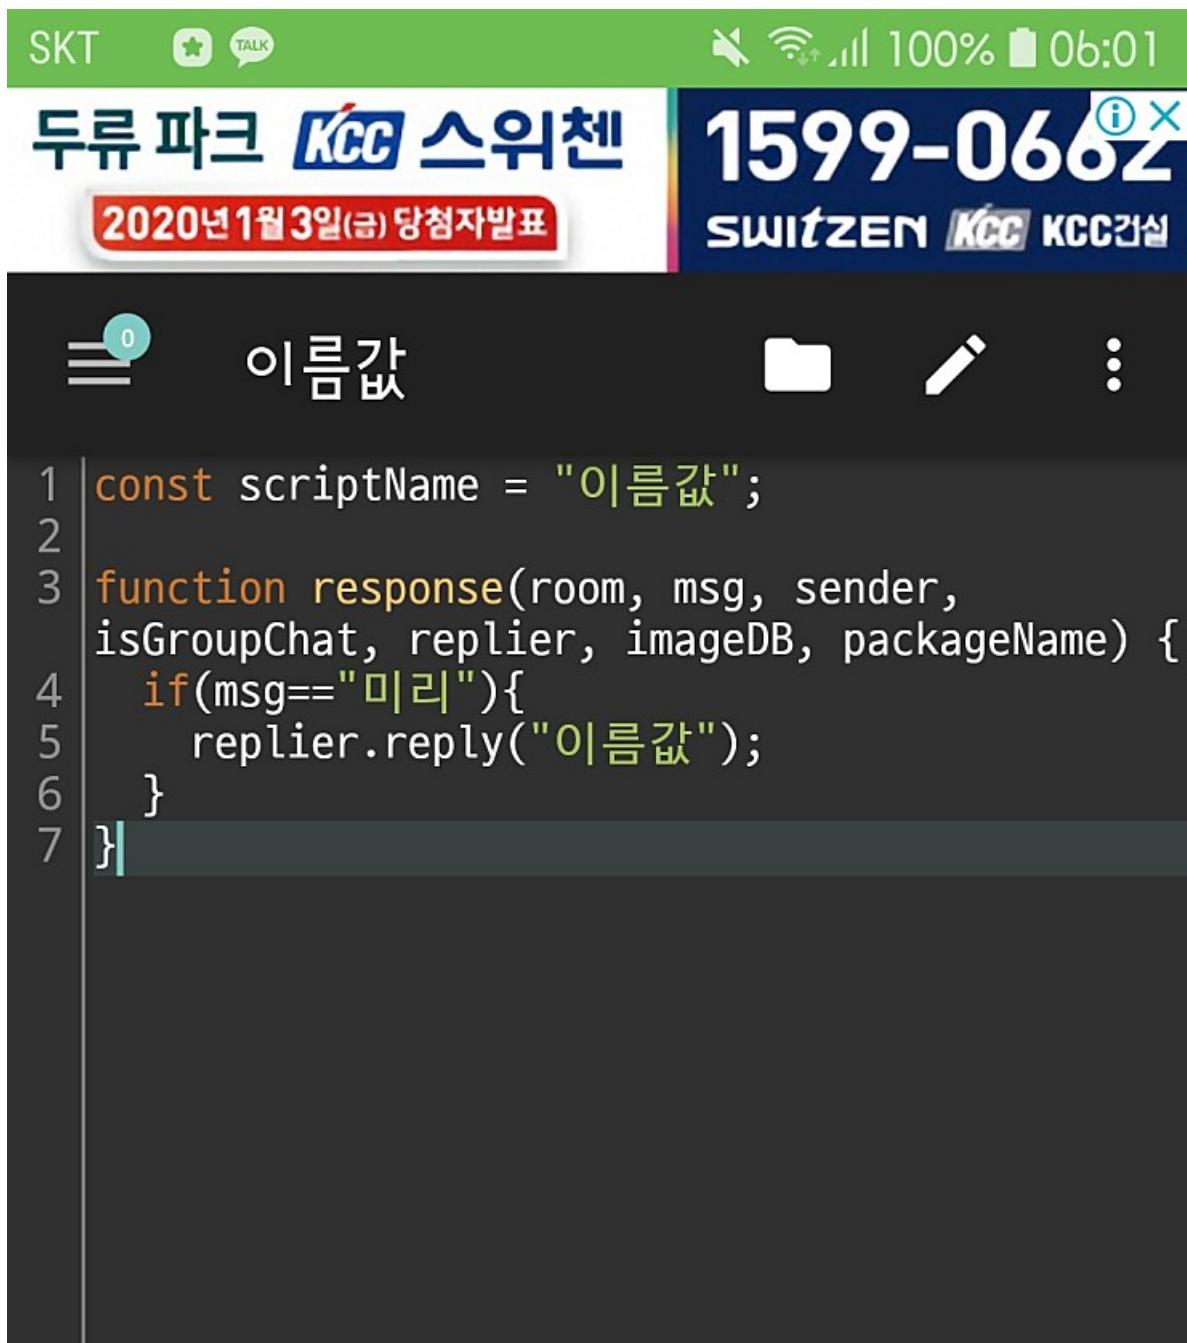 SKT TALK 100% 06:01
두류 파크 KCC 스위첸
2020년 1월 3일(금) 당첨자발표
1599-0662
SWITZEN KCC KCC건설
0
이름값
1 const scriptName = "이름값";
2
3 function response(room, msg, sender,
isGroupChat, replier, imageDB, packageName) {
4 if(msg=="미리"){
5 replier.reply("이름값");
6 }
7 }